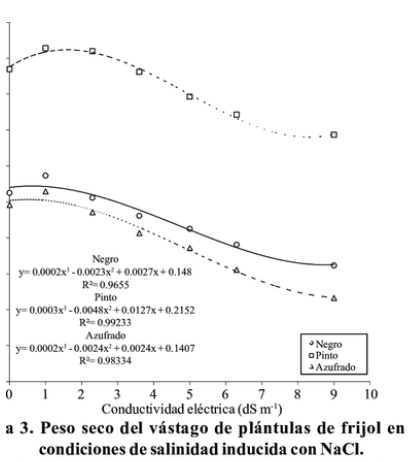 Negro
y= 0.0002x³ - 0.0023x² + 0.0027x + 0.148
R²= 0.9655
Pinto
y= 0.0003x³ - 0.0048x² + 0.0127x + 0.2152
R²= 0.99233
Azufrado
y= 0.0002x³ - 0.0024x² + 0.0024x + 0.1407
R²= 0.98334
Negro
Pinto
Azufrado
0 1 2 3 4 5 6 7 8 9 10
Conductividad eléctrica (dS m⁻¹)
a 3. Peso seco del vástago de plántulas de frijol en
condiciones de salinidad inducida con NaCl.